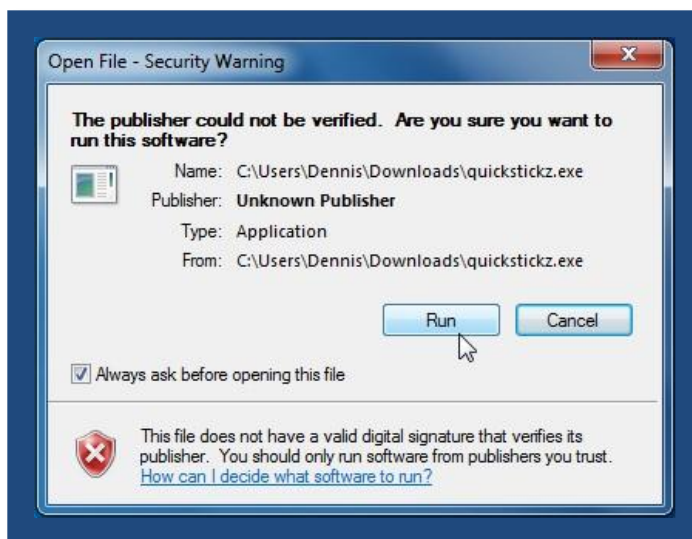 Open File - Security Warning
The publisher could not be verified.  Are you sure you want to
run this software?
Name: C:\Users\Dennis\Downloads\quickstickz.exe
Publisher: Unknown Publisher
Type: Application
From: C:\Users\Dennis\Downloads\quickstickz.exe
Run Cancel
Always ask before opening this file
This file does not have a valid digital signature that verifies its
publisher.  You should only run software from publishers you trust.
How can I decide what software to run?